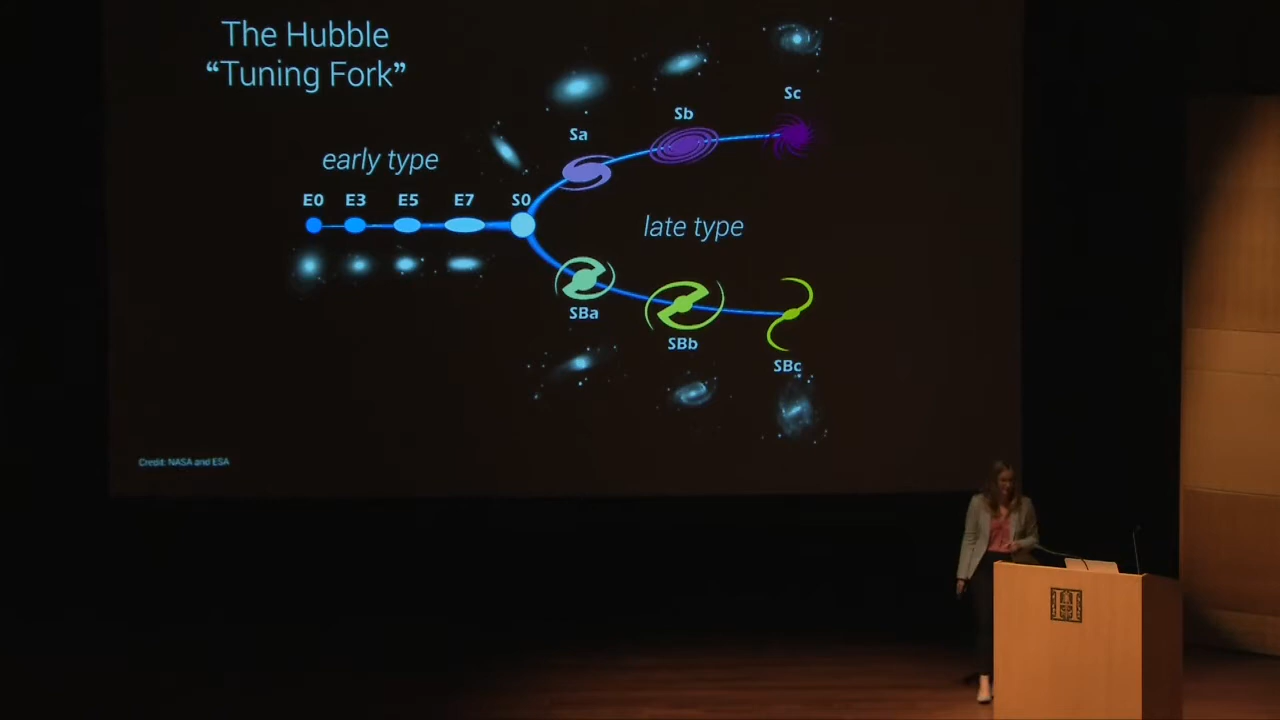 The Hubble
“Tuning Fork”
early type
E0 E3 E5 E7 S0
Sa
Sb
Sc
late type
SBa
SBb
SBc
Credit: NASA and ESA